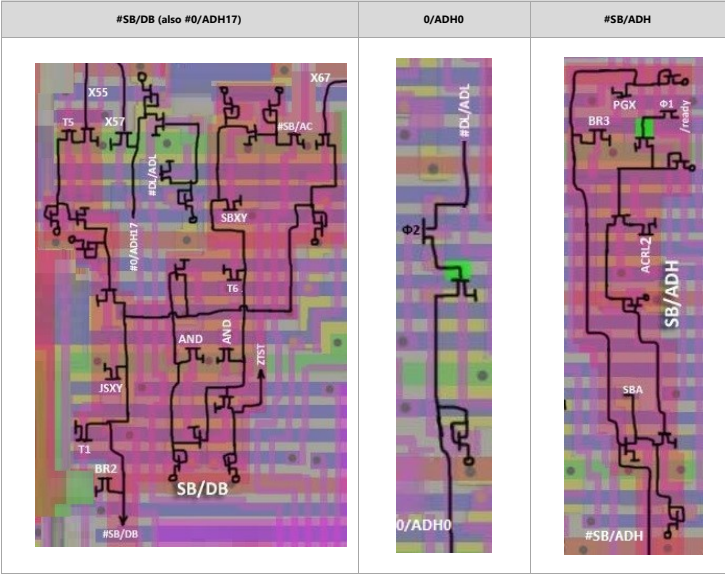 #SB/DB (also #0/ADH17)
0/ADH0
#SB/ADH
X55
X67
T5
X57
#SB/AC
#DL/ADL
SBXY
#0/ADH17
T6
AND
AND
ZTST
JSXY
T1
BR2
SB/DB
#SB/DB
#DL/ADL
Φ2
0/ADH0
PGX
Φ1
/ready
BR3
ACRL2
SB/ADH
SBA
#SB/ADH